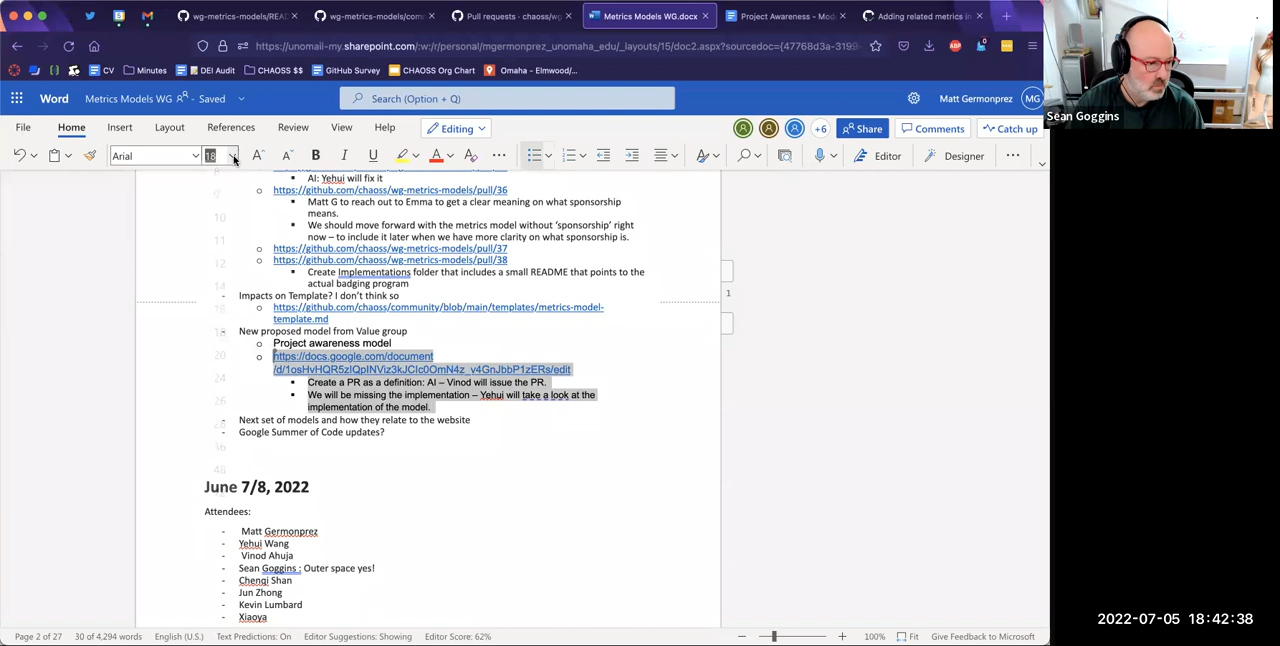 wg-metrics-models/READ
wg-metrics-models/com
Pull requests · chaoss/wg
Metrics Models WG.docx
Project Awareness - Mod
Adding related metrics in
https://unomail-my.sharepoint.com/:w:/r/personal/mgermonprez_unomaha_edu/_layouts/15/doc2.aspx?sourcedoc={47768d3a-3199-
CV
Minutes
DEI Audit
CHAOSS $$
GitHub Survey
CHAOSS Org Chart
Omaha - Elmwood/...
Word
Metrics Models WG - Saved
Search (Option + Q)
Matt Germonprez
MG
Sean Goggins
File
Home
Insert
Layout
References
Review
View
Help
Editing
+6
Share
Comments
Catch up
Arial
18
Editor
Designer
AI: Yehui will fix it
https://github.com/chaoss/wg-metrics-models/pull/36
Matt G to reach out to Emma to get a clear meaning on what sponsorship
means.
We should move forward with the metrics model without 'sponsorship' right
now – to include it later when we have more clarity on what sponsorship is.
https://github.com/chaoss/wg-metrics-models/pull/37
https://github.com/chaoss/wg-metrics-models/pull/38
Create Implementations folder that includes a small README that points to the
actual badging program
- Impacts on Template? I don't think so
https://github.com/chaoss/community/blob/main/templates/metrics-model-
template.md
- New proposed model from Value group
Project awareness model
https://docs.google.com/document
/d/1osHvHQR5zIQpINViz3kJCIc0OmN4z_v4GnJbbP1zERs/edit
Create a PR as a definition: AI – Vinod will issue the PR.
We will be missing the implementation – Yehui will take a look at the
implementation of the model.
- Next set of models and how they relate to the website
- Google Summer of Code updates?
8
9
10
11
12
20
24
26
36
48
1
June 7/8, 2022
Attendees:
- Matt Germonprez
- Yehui Wang
- Vinod Ahuja
- Sean Goggins : Outer space yes!
- Chenqi Shan
- Jun Zhong
- Kevin Lumbard
- Xiaoya
Page 2 of 27
30 of 4,294 words
English (U.S.)
Text Predictions: On
Editor Suggestions: Showing
Editor Score: 62%
100%
Fit
Give Feedback to Microsoft
2022-07-05 18:42:38